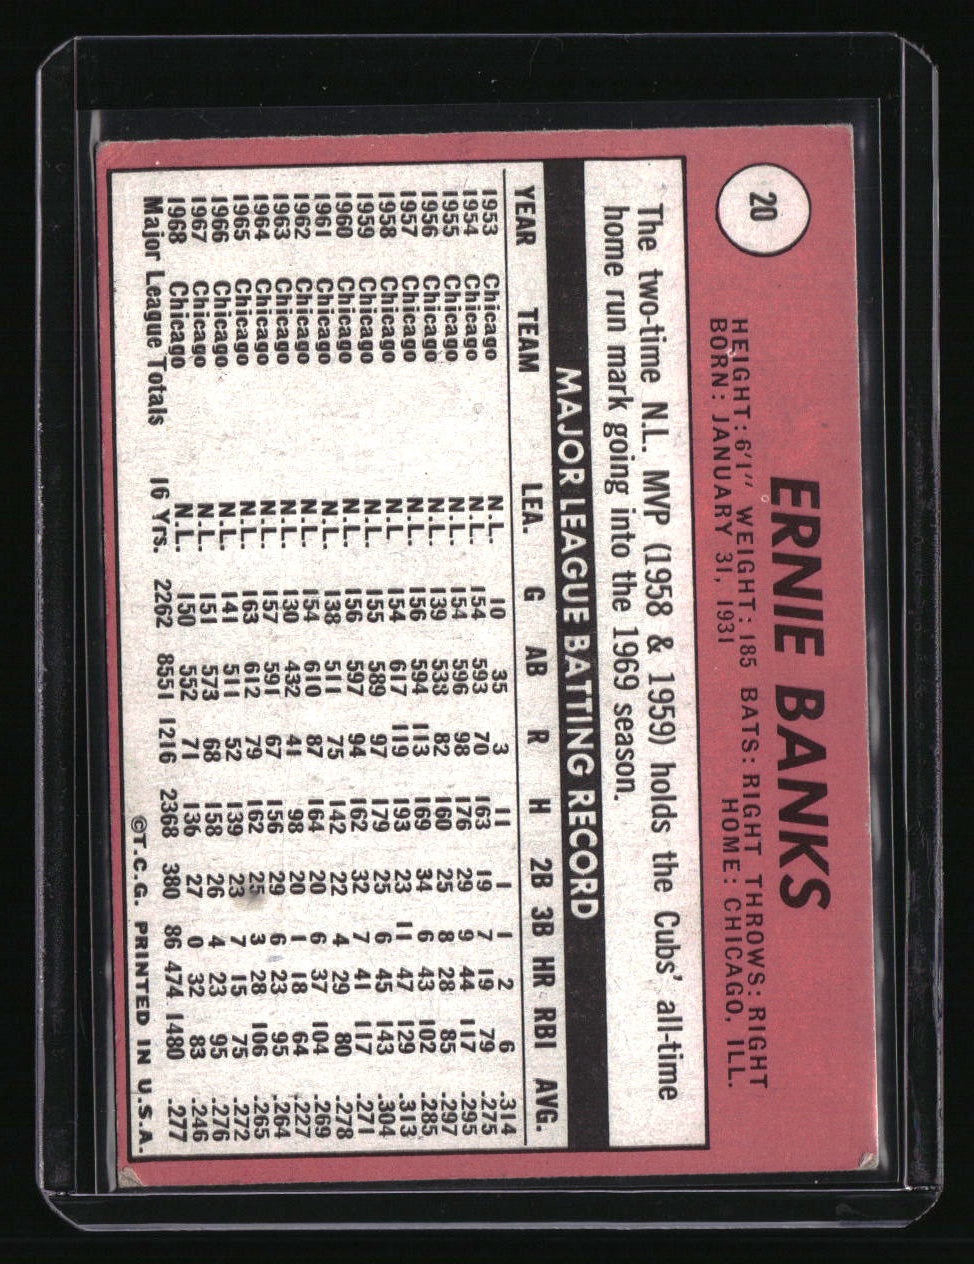 20
ERNIE BANKS
HEIGHT: 6'1" WEIGHT: 185 BATS: RIGHT THROWS: RIGHT
BORN: JANUARY 31, 1931 HOME: CHICAGO, ILL.
The two-time N.L. MVP (1958 & 1959) holds the Cubs' all-time
home run mark going into the 1969 season.
MAJOR LEAGUE BATTING RECORD
YEAR TEAM LEA. G AB R H 2B 3B HR RBI AVG.
1953 Chicago N.L. 10 35 3 11 1 1 2 6 .314
1954 Chicago N.L. 154 593 70 163 19 7 19 79 .275
1955 Chicago N.L. 154 596 98 176 29 9 44 117 .295
1956 Chicago N.L. 139 538 82 160 25 8 28 85 .297
1957 Chicago N.L. 156 594 113 169 34 6 43 102 .285
1958 Chicago N.L. 154 617 119 193 23 11 47 129 .313
1959 Chicago N.L. 155 589 97 179 25 6 45 143 .304
1960 Chicago N.L. 156 597 94 162 32 7 41 117 .271
1961 Chicago N.L. 138 511 75 142 22 4 29 80 .278
1962 Chicago N.L. 154 610 87 164 20 6 37 104 .269
1963 Chicago N.L. 130 432 41 98 20 1 18 64 .227
1964 Chicago N.L. 157 591 67 156 29 6 23 95 .264
1965 Chicago N.L. 163 612 79 162 25 3 28 106 .265
1966 Chicago N.L. 141 511 52 139 23 7 15 75 .272
1967 Chicago N.L. 151 573 68 158 26 4 23 95 .276
1968 Chicago N.L. 150 552 71 136 27 0 32 83 .246
Major League Totals 16 Yrs. 2262 8551 1216 2368 380 86 474 1480 .277
©T.C.G. PRINTED IN U.S.A.